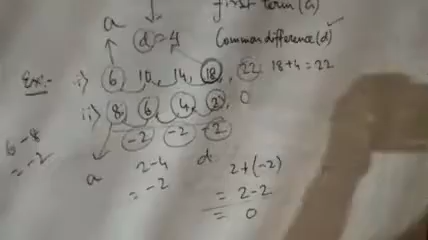 first term (a)
a
d = 4
Common difference (d)
Ex:-
i) 6, 10, 14, 18, 22. 18+4 = 22
ii) 8, 6, 4, 2, 0
-2 -2 -2
6-8
= -2
a
2-4
= -2
d
2+(-2)
= 2-2
= 0